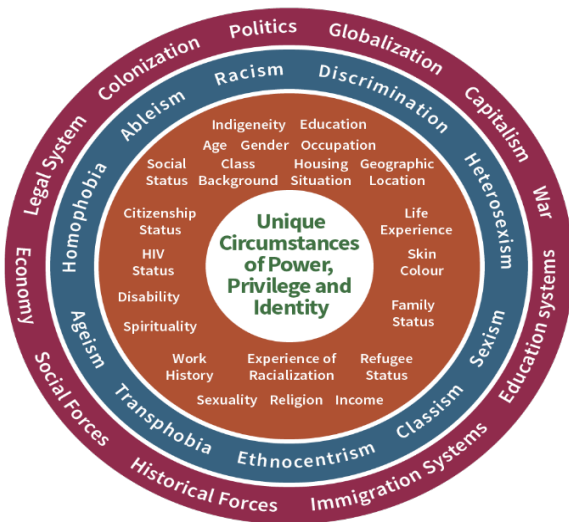 Politics
Globalization
Capitalism
War
Education systems
Immigration Systems
Historical Forces
Social Forces
Economy
Legal System
Colonization
Racism
Discrimination
Heterosexism
Sexism
Classism
Ethnocentrism
Transphobia
Ageism
Homophobia
Ableism
Indigeneity Education
Age Gender Occupation
Social Class Housing Geographic
Status Background Situation Location
Citizenship
Status
Life
Experience
HIV
Status
Skin
Colour
Disability
Family
Status
Spirituality
Work Experience of Refugee
History Racialization Status
Sexuality Religion Income
Unique
Circumstances
of Power,
Privilege and
Identity